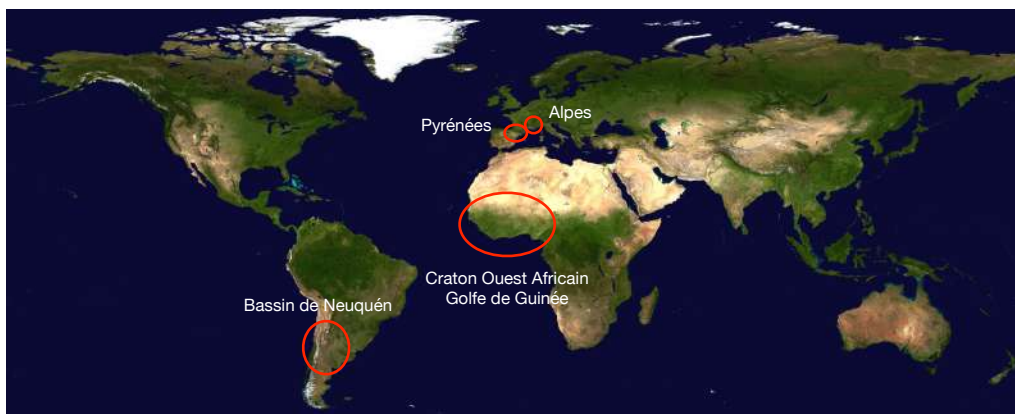 Alpes
Pyrénées
Craton Ouest Africain
Golfe de Guinée
Bassin de Neuquén